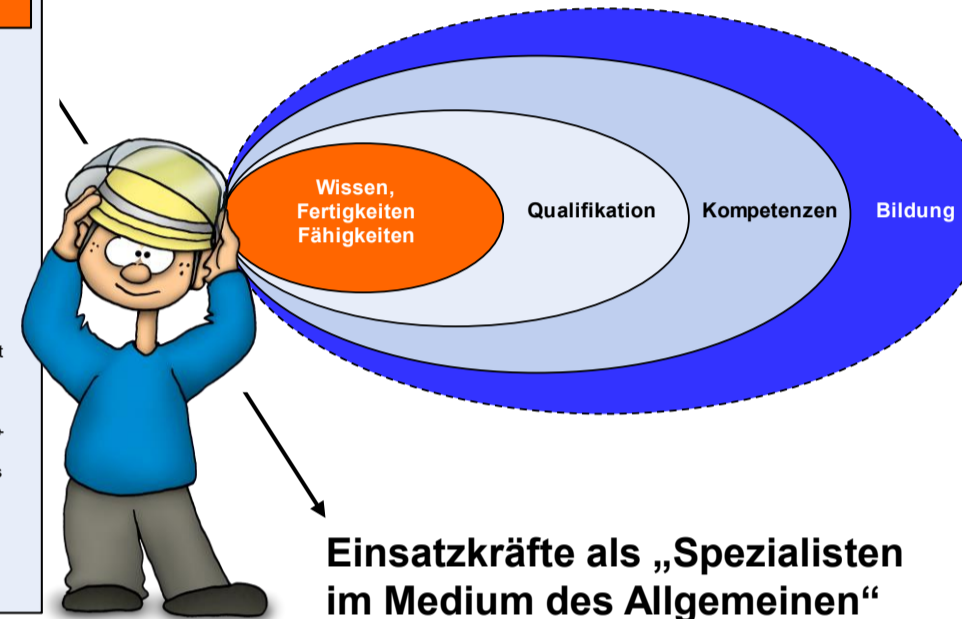 Wissen,
Fertigkeiten
Fähigkeiten
Qualifikation
Kompetenzen
Bildung
Einsatzkräfte als „Spezialisten
im Medium des Allgemeinen“